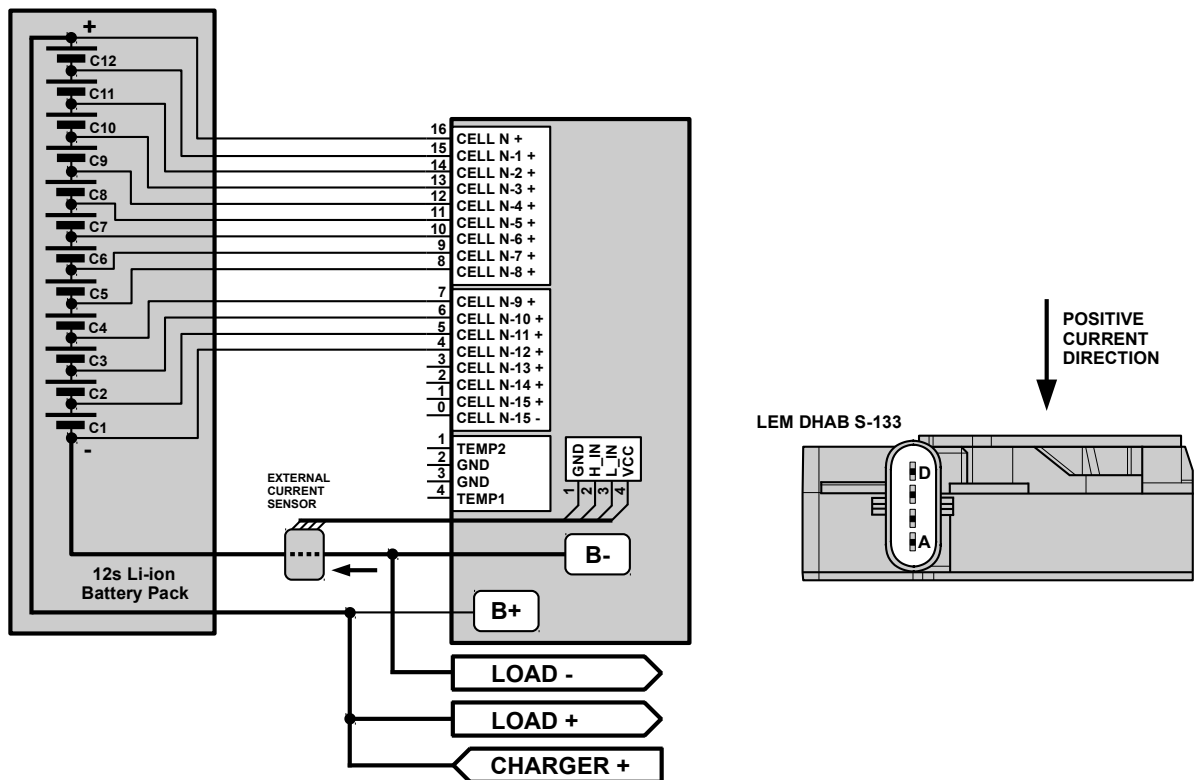 +
C12
C11
C10
C9
C8
C7
C6
C5
C4
C3
C2
C1
-
12s Li-ion
Battery Pack
16 CELL N +
15 CELL N-1 +
14 CELL N-2 +
13 CELL N-3 +
12 CELL N-4 +
11 CELL N-5 +
10 CELL N-6 +
9 CELL N-7 +
8 CELL N-8 +
7 CELL N-9 +
6 CELL N-10 +
5 CELL N-11 +
4 CELL N-12 +
3 CELL N-13 +
2 CELL N-14 +
1 CELL N-15 +
0 CELL N-15 -
1 TEMP2
2 GND
3 GND
4 TEMP1
GND
H_IN
L_IN
VCC
1 2 3 4
EXTERNAL
CURRENT
SENSOR
B-
B+
LOAD -
LOAD +
CHARGER +
POSITIVE
CURRENT
DIRECTION
LEM DHAB S-133
D
A